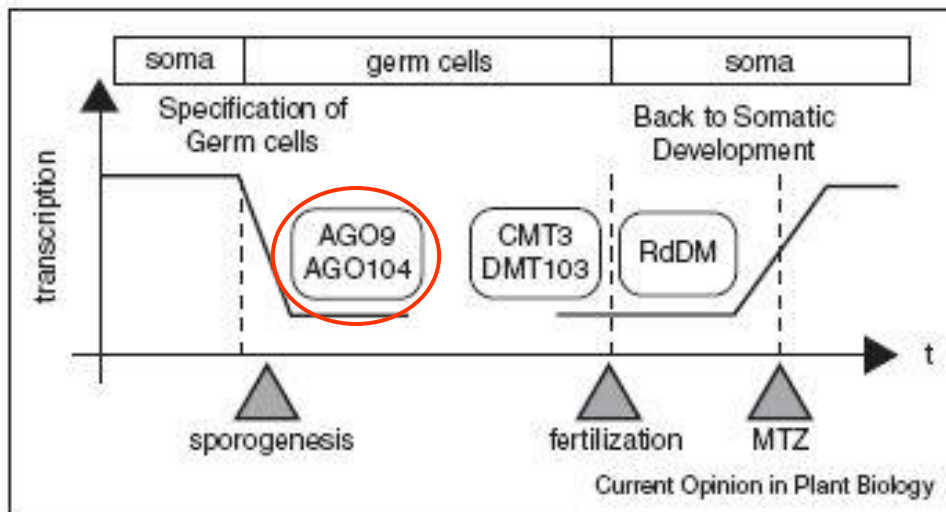 soma
germ cells
soma
Specification of
Germ cells
Back to Somatic
Development
transcription
AGO9
AGO104
CMT3
DMT103
RdDM
t
sporogenesis
fertilization
MTZ
Current Opinion in Plant Biology